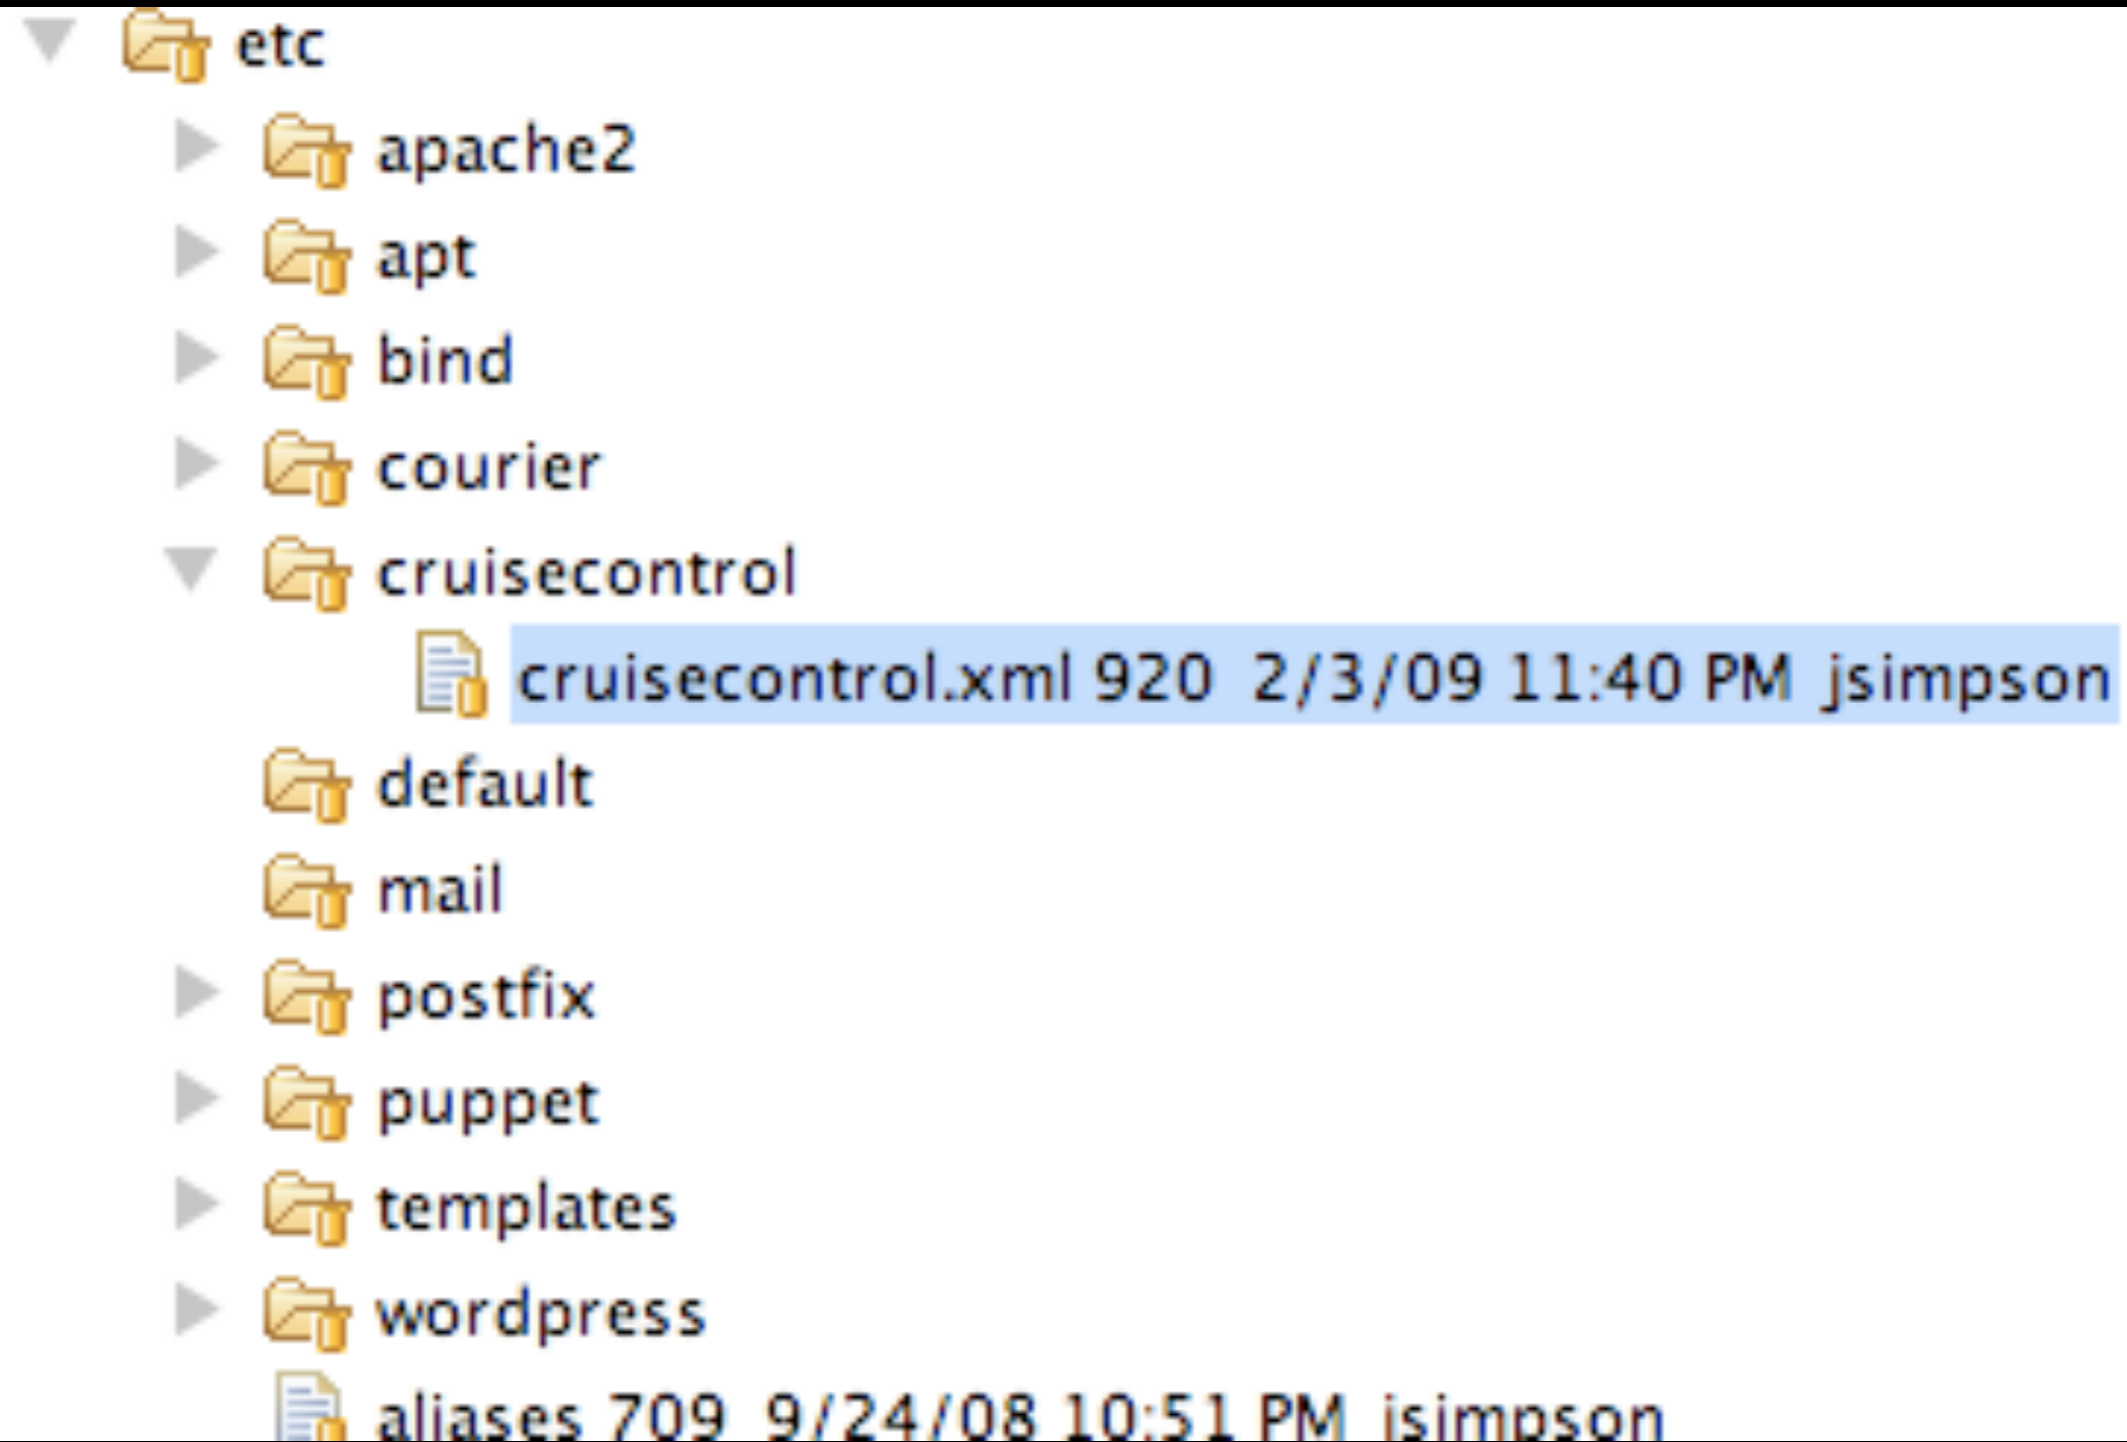 etc
apache2
apt
bind
courier
cruisecontrol
cruisecontrol.xml 920 2/3/09 11:40 PM jsimpson
default
mail
postfix
puppet
templates
wordpress
aliases 709 9/24/08 10:51 PM jsimpson